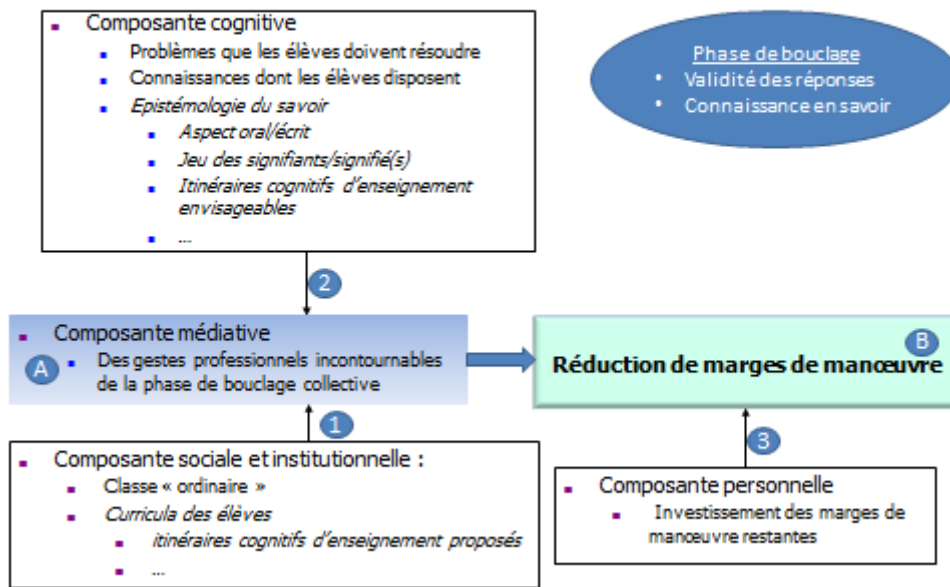 Composante cognitive
Problèmes que les élèves doivent résoudre
Connaissances dont les élèves disposent
Epistémologie du savoir
Aspect oral/écrit
Jeu des signifiants/signifié(s)
Itinéraires cognitifs d'enseignement
envisageables
...
Phase de bouclage
• Validité des réponses
• Connaissance en savoir
2
Composante médiative
A
Des gestes professionnels incontournables
de la phase de bouclage collective
B
Réduction de marges de manœuvre
1
3
Composante sociale et institutionnelle :
Classe « ordinaire »
Curricula des élèves
itinéraires cognitifs d'enseignement proposés
...
Composante personnelle
Investissement des marges de
manœuvre restantes